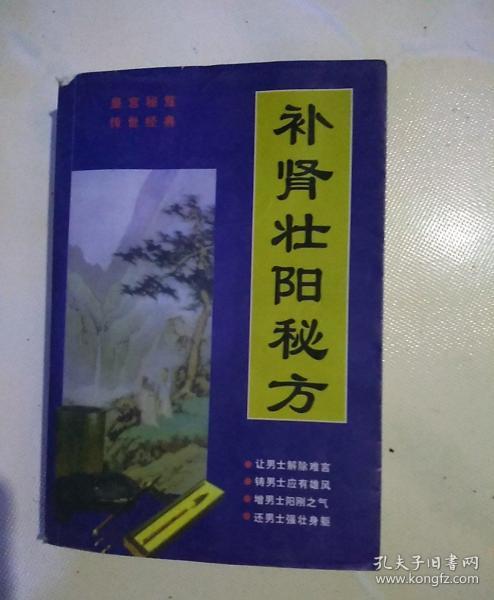 皇宫秘笈
传世经典
补肾壮阳秘方
让男士解除难言
铸男士应有雄风
增男士阳刚之气
还男士强壮身躯
孔夫子旧书网
www.kongfz.com